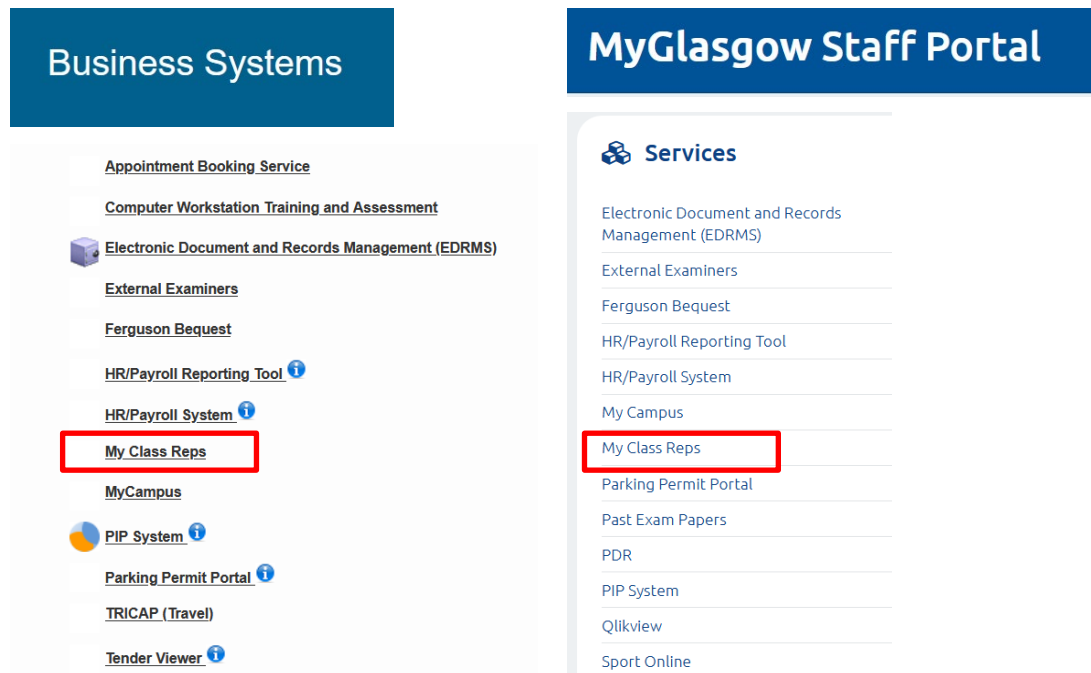 Business Systems
Appointment Booking Service
Computer Workstation Training and Assessment
Electronic Document and Records Management (EDRMS)
External Examiners
Ferguson Bequest
HR/Payroll Reporting Tool
HR/Payroll System
My Class Reps
MyCampus
PIP System
Parking Permit Portal
TRICAP (Travel)
Tender Viewer
MyGlasgow Staff Portal
Services
Electronic Document and Records
Management (EDRMS)
External Examiners
Ferguson Bequest
HR/Payroll Reporting Tool
HR/Payroll System
My Campus
My Class Reps
Parking Permit Portal
Past Exam Papers
PDR
PIP System
Qlikview
Sport Online